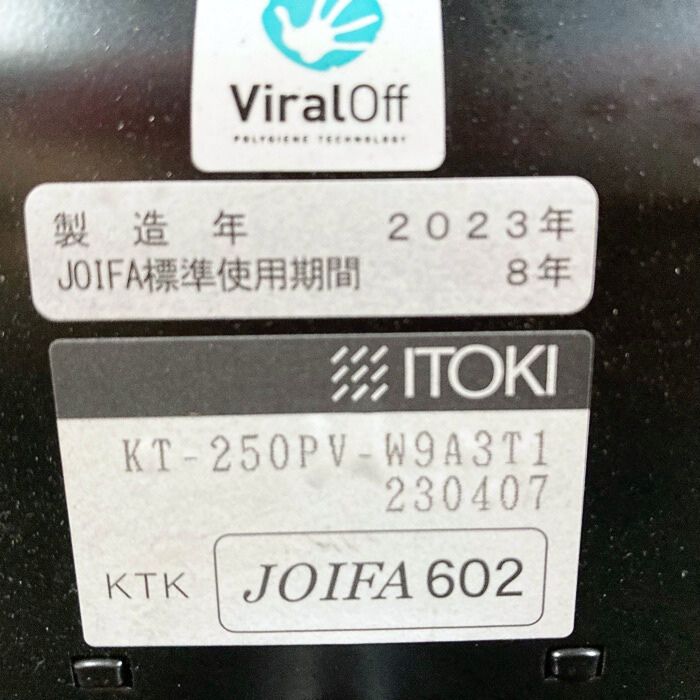 ViralOff
POLYGIENE TECHNOLOGY
製造年 2023年
JOIFA標準使用期間 8年
ITOKI
KT-250PV-W9A3T1
230407
KTK JOIFA 602